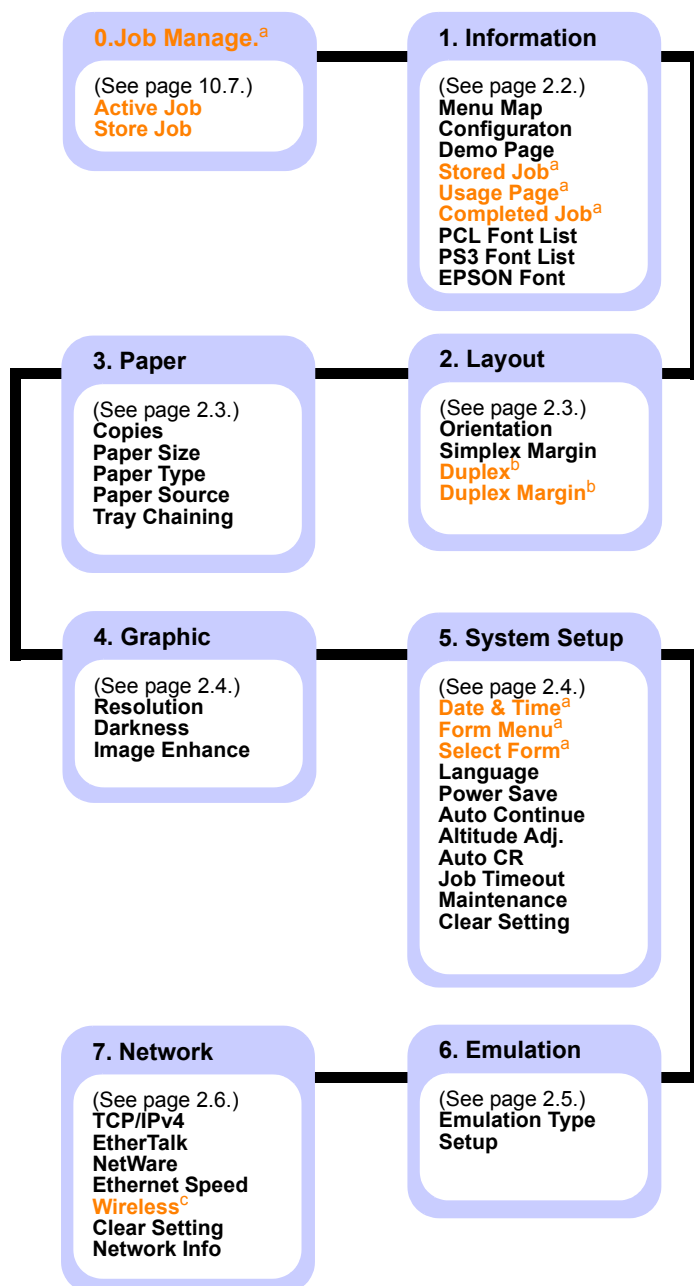 0.Job Manage.a
(See page 10.7.)
Active Job
Store Job
1. Information
(See page 2.2.)
Menu Map
Configuraton
Demo Page
Stored Joba
Usage Pagea
Completed Joba
PCL Font List
PS3 Font List
EPSON Font
2. Layout
(See page 2.3.)
Orientation
Simplex Margin
Duplexb
Duplex Marginb
3. Paper
(See page 2.3.)
Copies
Paper Size
Paper Type
Paper Source
Tray Chaining
4. Graphic
(See page 2.4.)
Resolution
Darkness
Image Enhance
5. System Setup
(See page 2.4.)
Date & Timea
Form Menua
Select Forma
Language
Power Save
Auto Continue
Altitude Adj.
Auto CR
Job Timeout
Maintenance
Clear Setting
6. Emulation
(See page 2.5.)
Emulation Type
Setup
7. Network
(See page 2.6.)
TCP/IPv4
EtherTalk
NetWare
Ethernet Speed
Wirelessc
Clear Setting
Network Info